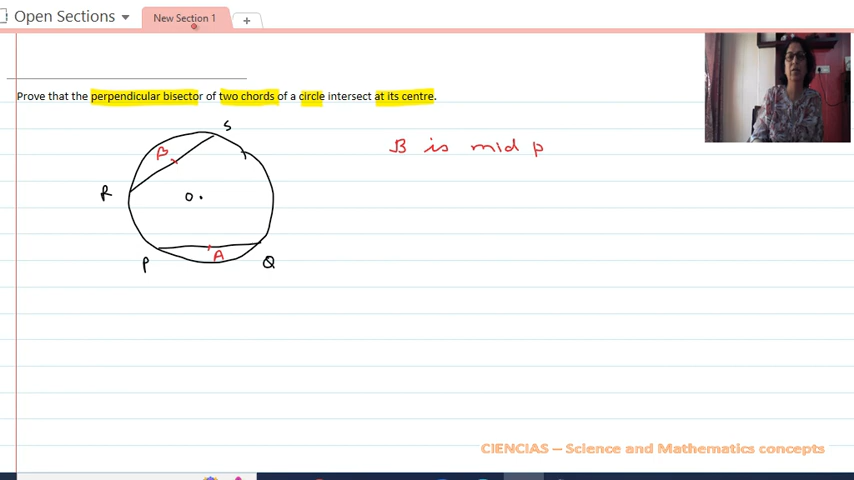 Open Sections
New Section 1
+
Prove that the perpendicular bisector of two chords of a circle intersect at its centre.
S
B
B is mid p
R
O
A
P
Q
CIENCIAS – Science and Mathematics concepts